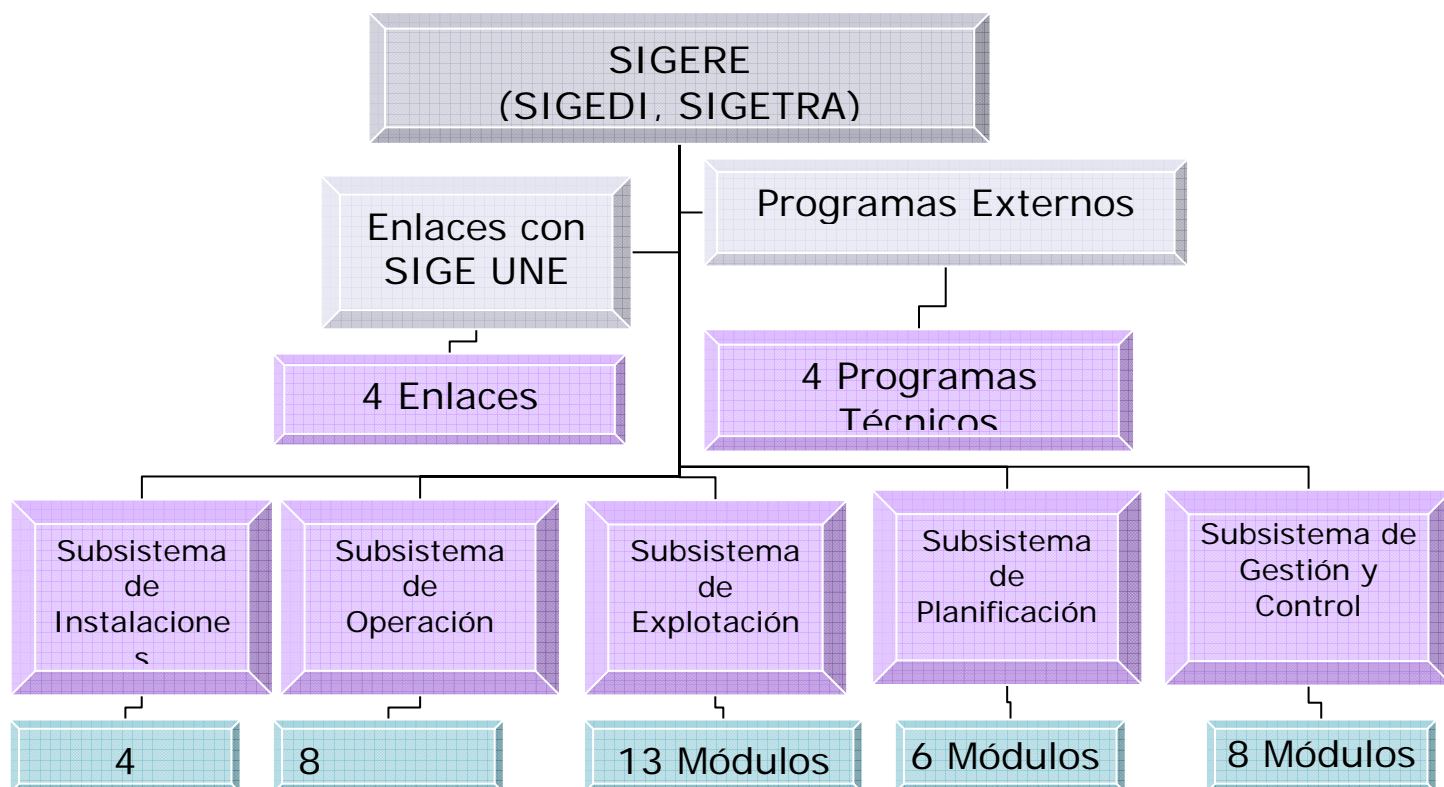 SIGERE
(SIGEDI, SIGETRA)
Enlaces con
SIGE UNE
Programas Externos
4 Enlaces
4 Programas
Técnicos
Subsistema
de
Instalacione
s
Subsistema
de
Operación
Subsistema
de
Explotación
Subsistema
de
Planificación
Subsistema de
Gestión y
Control
4
8
13 Módulos
6 Módulos
8 Módulos